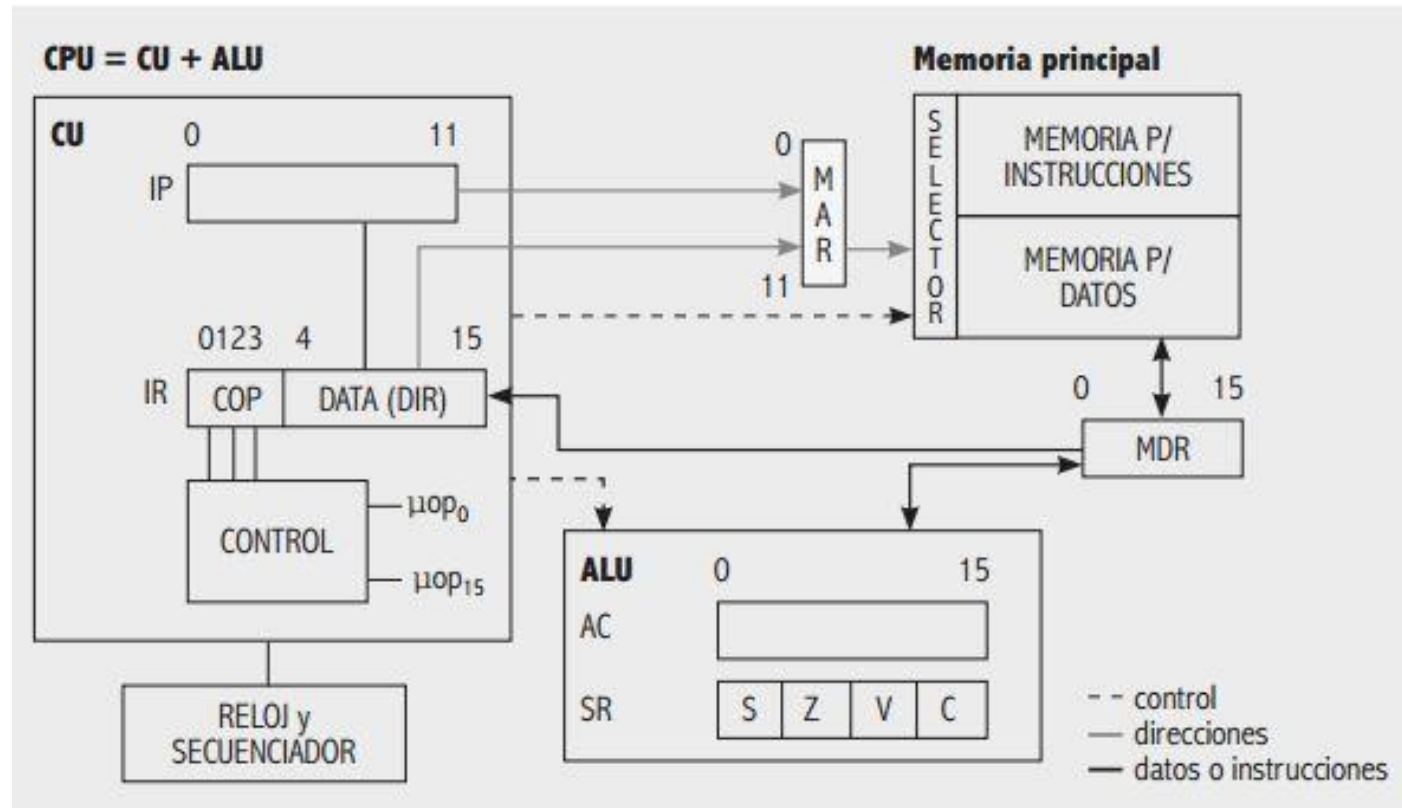 CPU = CU + ALU
Memoria principal
CU
0 11
IP
0
MAR
11
SELECTOR
MEMORIA P/
INSTRUCCIONES
MEMORIA P/
DATOS
0123 4 15
IR
COP
DATA (DIR)
0 15
MDR
CONTROL
µop0
µop15
ALU
0 15
AC
SR
S Z V C
RELOJ y
SECUENCIADOR
control
direcciones
datos o instrucciones